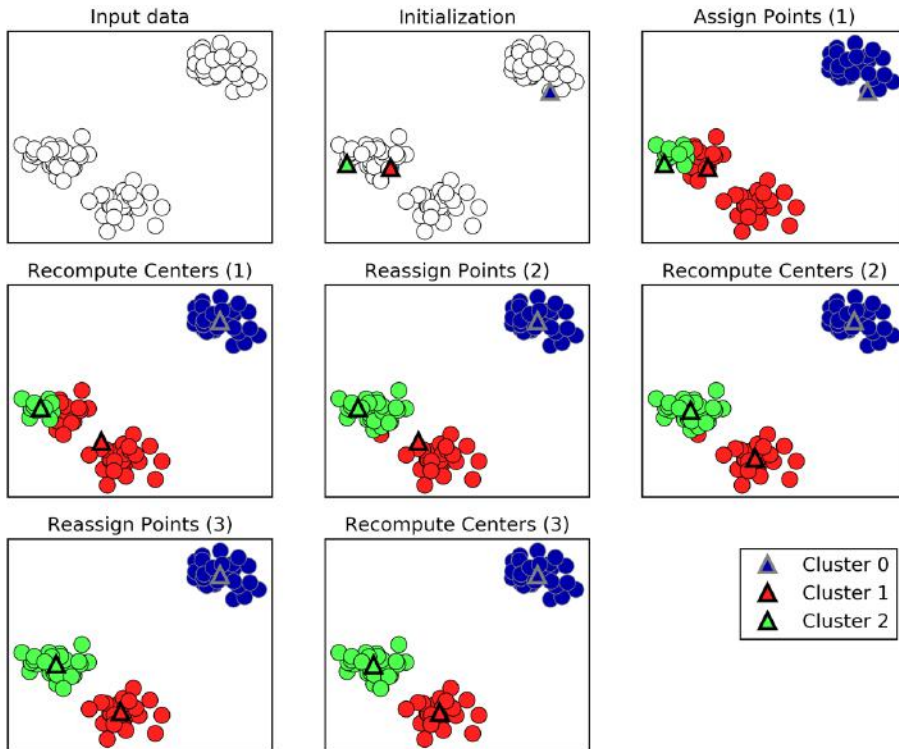 Input data
Initialization
Assign Points (1)
Recompute Centers (1)
Reassign Points (2)
Recompute Centers (2)
Reassign Points (3)
Recompute Centers (3)
Cluster 0
Cluster 1
Cluster 2